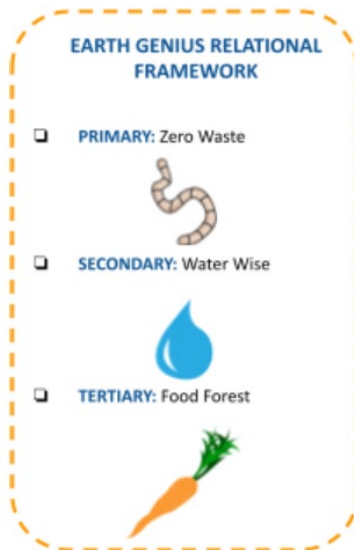 EARTH GENIUS RELATIONAL
FRAMEWORK
PRIMARY: Zero Waste
SECONDARY: Water Wise
TERTIARY: Food Forest